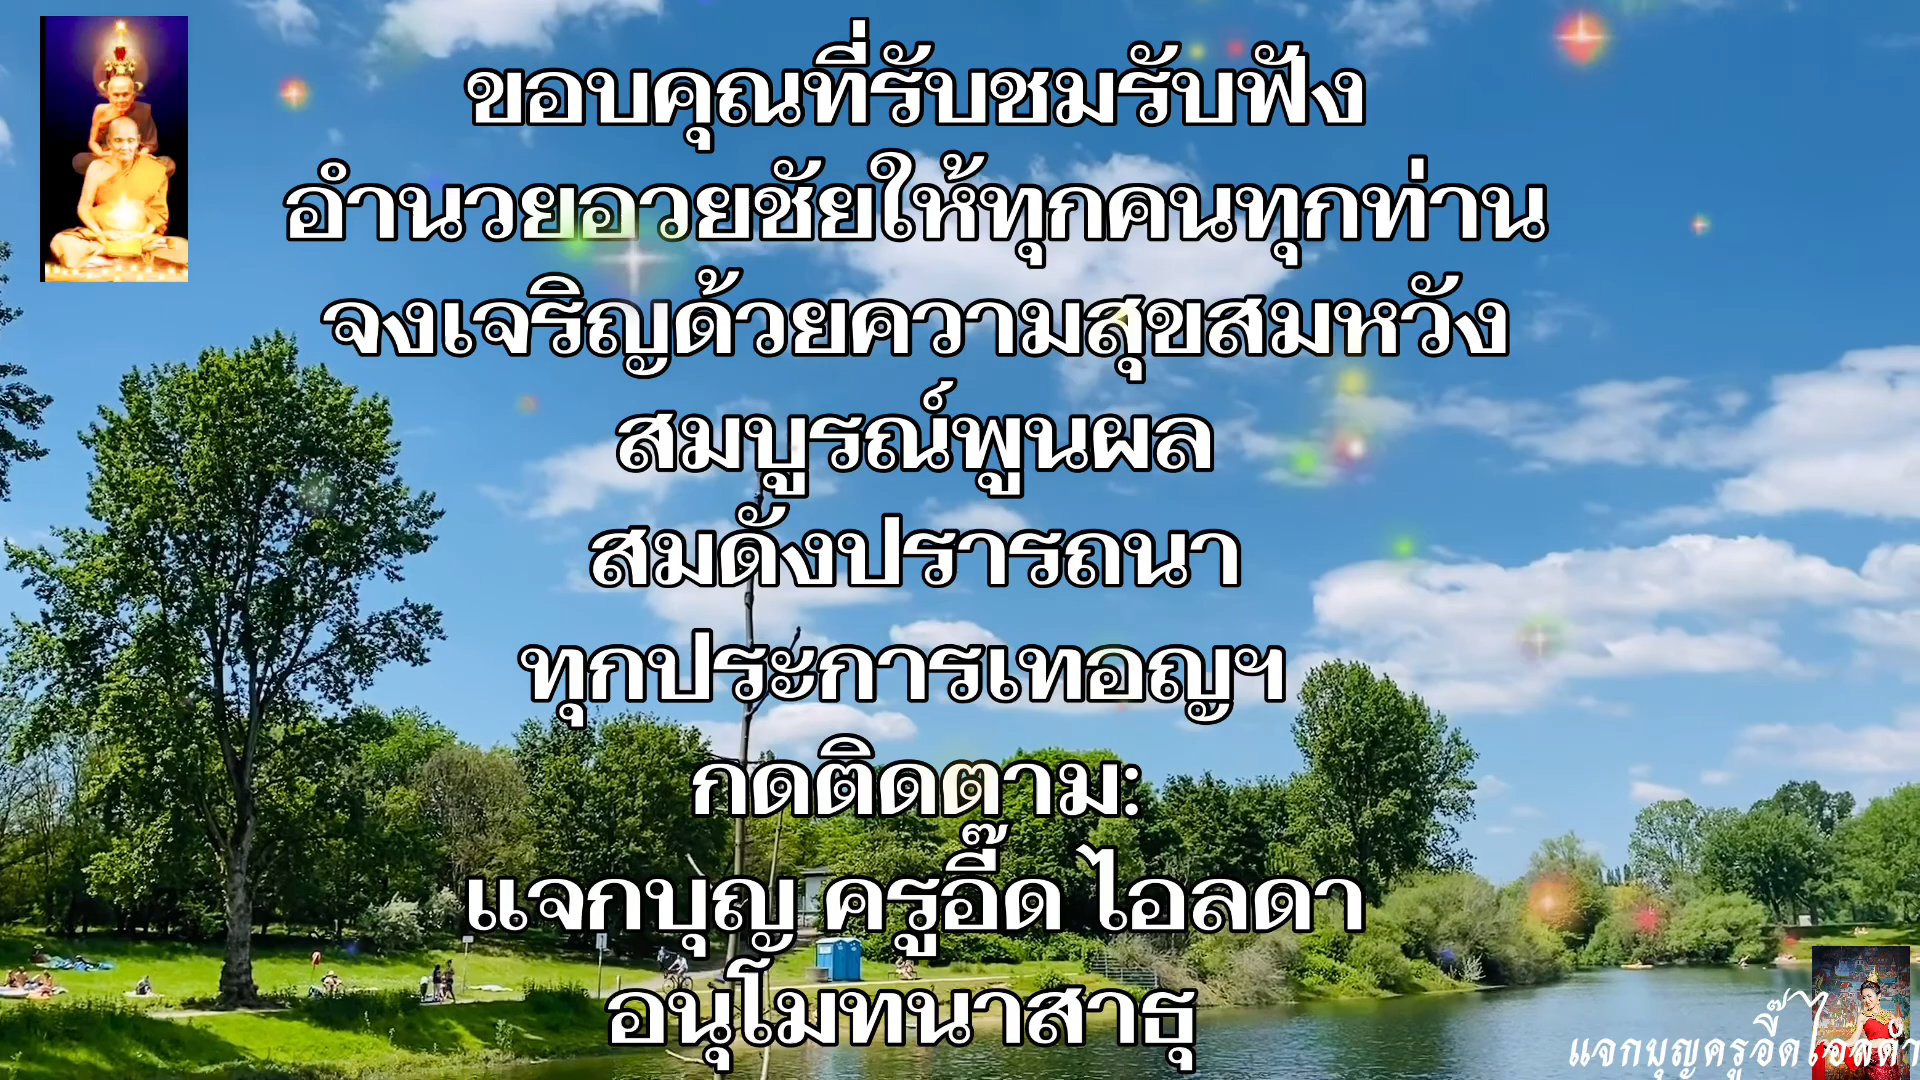 ขอบคุณที่รับชมรับฟัง
อำนวยอวยชัยให้ทุกคนทุกท่าน
จงเจริญด้วยความสุขสมหวัง
สมบูรณ์พูนผล
สมดั่งปรารถนา
ทุกประการเทอญฯ
กดติดตาม:
แจกบุญ ครูอี๊ด ไอลดา
อนุโมทนาสาธุ
แจกบุญครูอี๊ดไอลดา